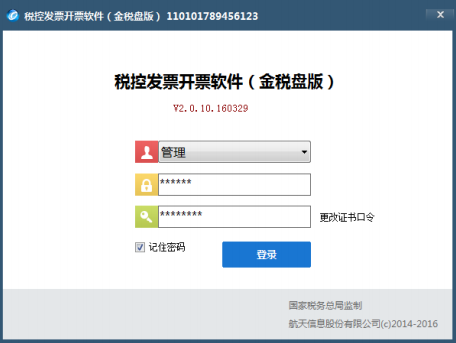 税控发票开票软件（金税盘版） 110101789456123
税控发票开票软件（金税盘版）
V2.0.10.160329
管理
******
********
更改证书口令
记住密码
登录
国家税务总局监制
航天信息股份有限公司(c)2014-2016